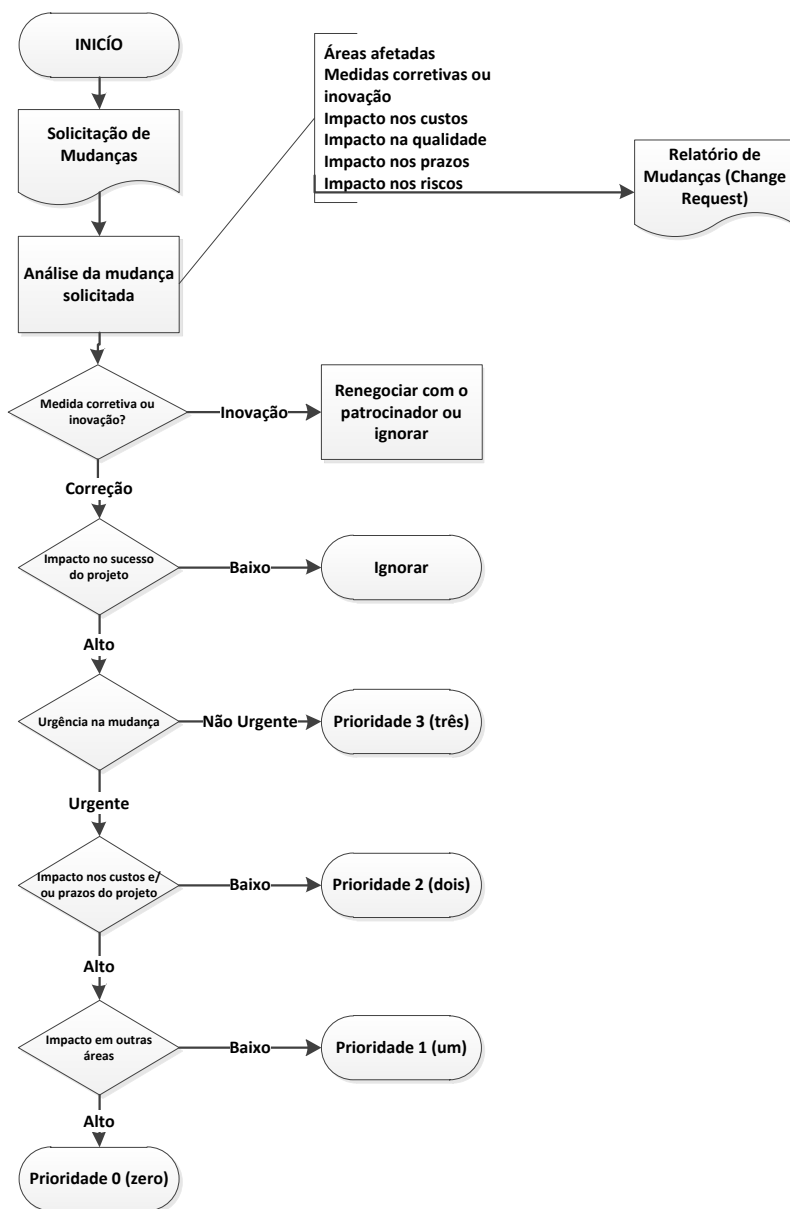 INICÍO
Solicitação de
Mudanças
Áreas afetadas
Medidas corretivas ou
inovação
Impacto nos custos
Impacto na qualidade
Impacto nos prazos
Impacto nos riscos
Relatório de
Mudanças (Change
Request)
Análise da mudança
solicitada
Medida corretiva ou
inovação?
Inovação
Renegociar com o
patrocinador ou
ignorar
Correção
Impacto no sucesso
do projeto
Baixo
Ignorar
Alto
Urgência na mudança
Não Urgente
Prioridade 3 (três)
Urgente
Impacto nos custos e/
ou prazos do projeto
Baixo
Prioridade 2 (dois)
Alto
Impacto em outras
áreas
Baixo
Prioridade 1 (um)
Alto
Prioridade 0 (zero)